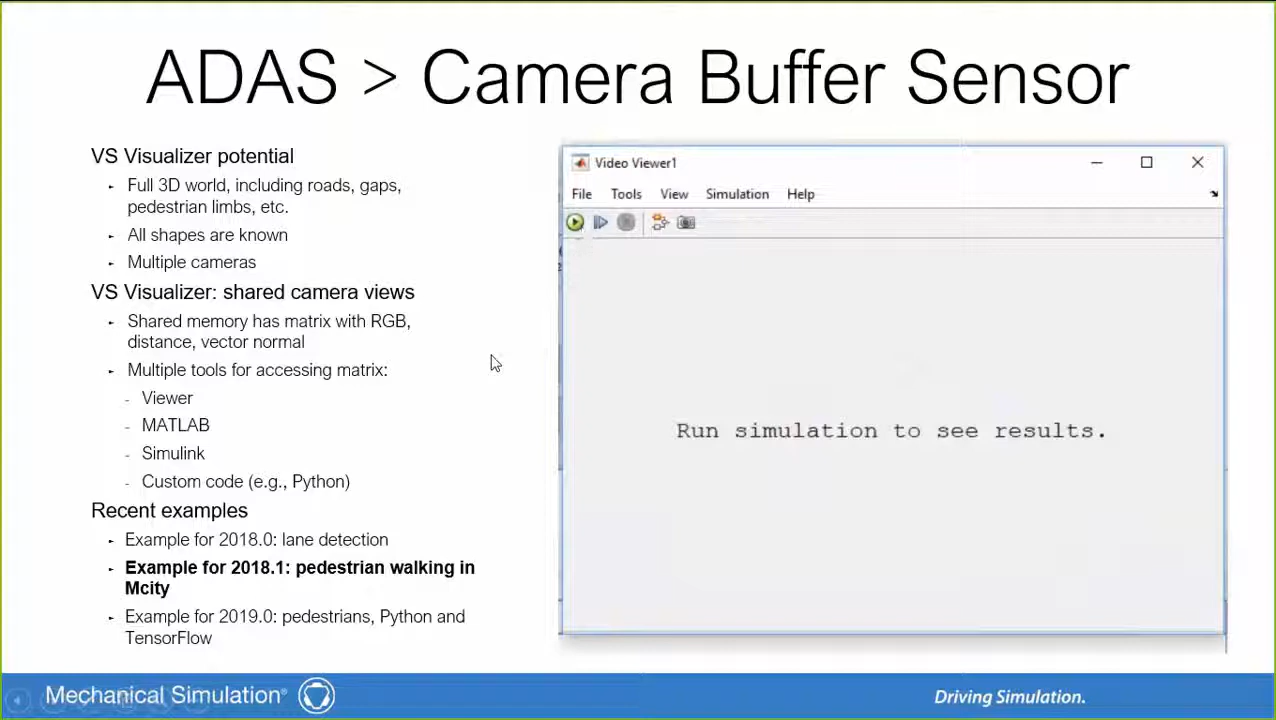 ADAS > Camera Buffer Sensor
VS Visualizer potential
Full 3D world, including roads, gaps,
pedestrian limbs, etc.
All shapes are known
Multiple cameras
VS Visualizer: shared camera views
Shared memory has matrix with RGB,
distance, vector normal
Multiple tools for accessing matrix:
- Viewer
- MATLAB
- Simulink
- Custom code (e.g., Python)
Recent examples
Example for 2018.0: lane detection
Example for 2018.1: pedestrian walking in
Mcity
Example for 2019.0: pedestrians, Python and
TensorFlow
Video Viewer1
File Tools View Simulation Help
Run simulation to see results.
Mechanical Simulation®
Driving Simulation.